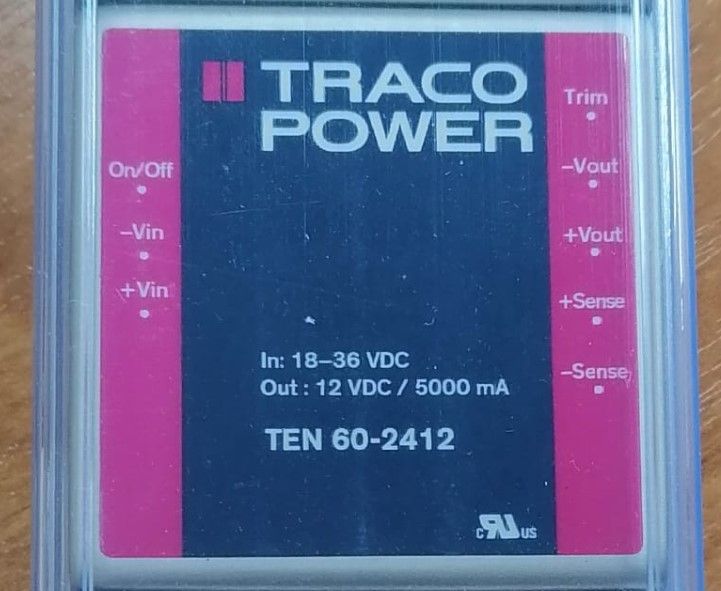 TRACO
POWER
On/Off
–Vin
+Vin
Trim
–Vout
+Vout
+Sense
–Sense
In: 18–36 VDC
Out : 12 VDC / 5000 mA
TEN 60-2412
c RU US